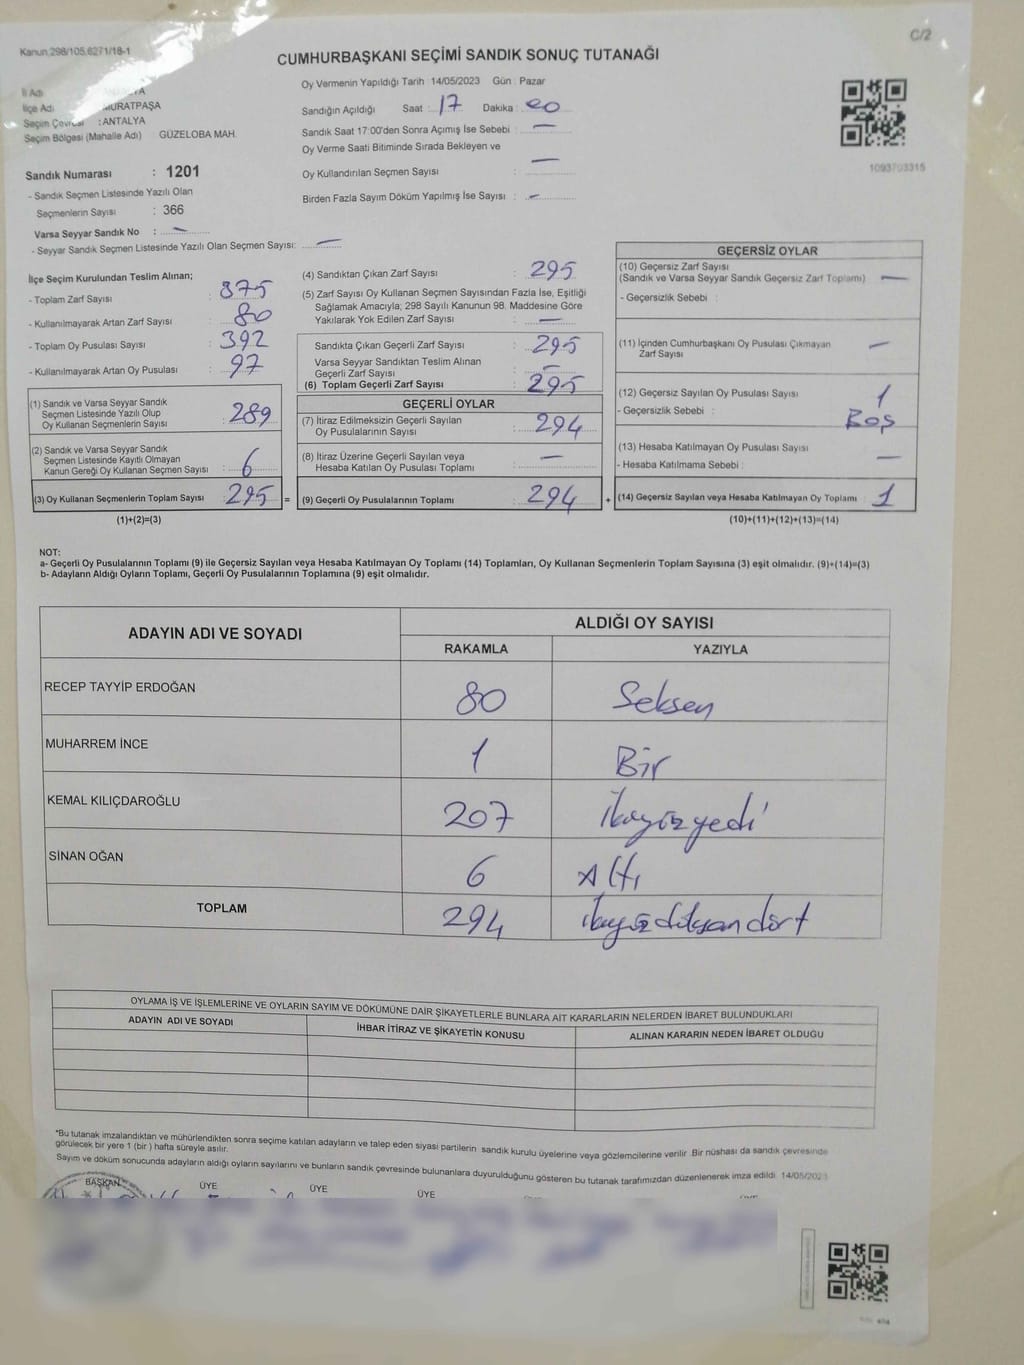 Kanun.298/105.6271/18-1
C/2
CUMHURBAŞKANI SEÇİMİ SANDIK SONUÇ TUTANAĞI
İl Adı
İlçe Adı MURATPAŞA
Seçim Çevresi : ANTALYA
Seçim Bölgesi (Mahalle Adı) GÜZELOBA MAH.
Oy Vermenin Yapıldığı Tarih : 14/05/2023 Gün : Pazar
Sandığın Açıldığı Saat : 17 Dakika : 00
Sandık Saat 17:00'den Sonra Açımış İse Sebebi : —
Oy Verme Saati Bitiminde Sırada Bekleyen ve
Oy Kullandırılan Seçmen Sayısı : —
Birden Fazla Sayım Döküm Yapılmış İse Sayısı : —
1093703315
Sandık Numarası : 1201
- Sandık Seçmen Listesinde Yazılı Olan
Seçmenlerin Sayısı : 366
Varsa Seyyar Sandık No : —
- Seyyar Sandık Seçmen Listesinde Yazılı Olan Seçmen Sayısı: —
İlçe Seçim Kurulundan Teslim Alınan;
- Toplam Zarf Sayısı : 375
- Kullanılmayarak Artan Zarf Sayısı : 80
- Toplam Oy Pusulası Sayısı : 392
- Kullanılmayarak Artan Oy Pusulası : 97
(1) Sandık ve Varsa Seyyar Sandık
Seçmen Listesinde Yazılı Olup
Oy Kullanan Seçmenlerin Sayısı : 289
(2) Sandık ve Varsa Seyyar Sandık
Seçmen Listesinde Kayıtlı Olmayan
Kanun Gereği Oy Kullanan Seçmen Sayısı : 6
(3) Oy Kullanan Seçmenlerin Toplam Sayısı : 295 =
(1)+(2)=(3)
(4) Sandıktan Çıkan Zarf Sayısı : 295
(5) Zarf Sayısı Oy Kullanan Seçmen Sayısından Fazla İse, Eşitliği
Sağlamak Amacıyla; 298 Sayılı Kanunun 98. Maddesine Göre
Yakılarak Yok Edilen Zarf Sayısı : —
Sandıkta Çıkan Geçerli Zarf Sayısı : 295
Varsa Seyyar Sandıktan Teslim Alınan
Geçerli Zarf Sayısı : —
(6) Toplam Geçerli Zarf Sayısı : 295
GEÇERLİ OYLAR
(7) İtiraz Edilmeksizin Geçerli Sayılan
Oy Pusulalarının Sayısı : 294
(8) İtiraz Üzerine Geçerli Sayılan veya
Hesaba Katılan Oy Pusulası Toplamı : —
(9) Geçerli Oy Pusulalarının Toplamı : 294 +
GEÇERSİZ OYLAR
(10) Geçersiz Zarf Sayısı
(Sandık ve Varsa Seyyar Sandık Geçersiz Zarf Toplamı) —
- Geçersizlik Sebebi :
(11) İçinden Cumhurbaşkanı Oy Pusulası Çıkmayan
Zarf Sayısı —
(12) Geçersiz Sayılan Oy Pusulası Sayısı 1
- Geçersizlik Sebebi : Boş
(13) Hesaba Katılmayan Oy Pusulası Sayısı —
- Hesaba Katılmama Sebebi :
(14) Geçersiz Sayılan veya Hesaba Katılmayan Oy Toplamı : 1
(10)+(11)+(12)+(13)=(14)
NOT:
a- Geçerli Oy Pusulalarının Toplamı (9) ile Geçersiz Sayılan veya Hesaba Katılmayan Oy Toplamı (14) Toplamları, Oy Kullanan Seçmenlerin Toplam Sayısına (3) eşit olmalıdır. (9)+(14)=(3)
b- Adayların Aldığı Oyların Toplamı, Geçerli Oy Pusulalarının Toplamına (9) eşit olmalıdır.
ADAYIN ADI VE SOYADI ALDIĞI OY SAYISI
RAKAMLA YAZIYLA
RECEP TAYYİP ERDOĞAN 80 Seksen
MUHARREM İNCE 1 Bir
KEMAL KILIÇDAROĞLU 207 İkiyüzyedi
SİNAN OĞAN 6 Altı
TOPLAM 294 ikiyüzdoksandört
OYLAMA İŞ VE İŞLEMLERİNE VE OYLARIN SAYIM VE DÖKÜMÜNE DAİR ŞİKAYETLERLE BUNLARA AİT KARARLARIN NELERDEN İBARET BULUNDUKLARI
ADAYIN ADI VE SOYADI İHBAR İTİRAZ VE ŞİKAYETİN KONUSU ALINAN KARARIN NEDEN İBARET OLDUĞU
*Bu tutanak imzalandıktan ve mühürlendikten sonra seçime katılan adayların ve talep eden siyasi partilerin sandık kurulu üyelerine veya gözlemcilerine verilir. Bir nüshası da sandık çevresinde
görülecek bir yere 1 (bir) hafta süreyle asılır.
Sayım ve döküm sonucunda adayların aldığı oyların sayılarını ve bunların sandık çevresinde bulunanlara duyurulduğunu gösteren bu tutanak tarafımızdan düzenlenerek imza edildi. 14/05/2023
BAŞKAN ÜYE ÜYE ÜYE